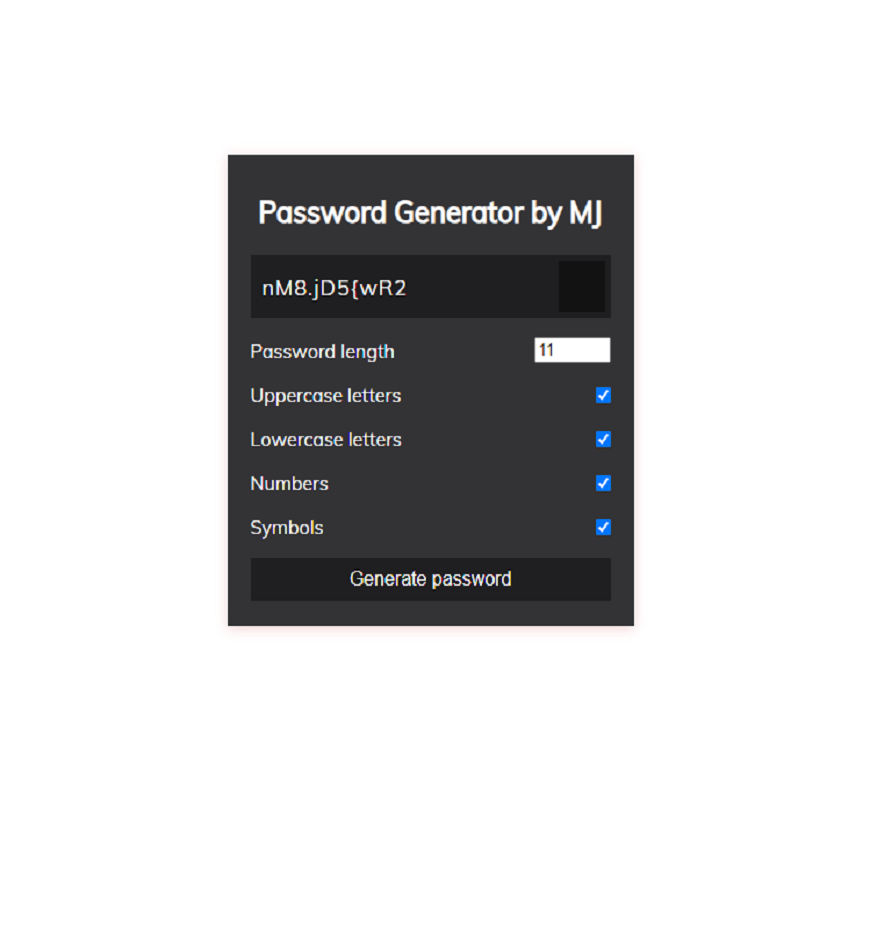 Password Generator by MJ
nM8.jD5{wR2
Password length 11
Uppercase letters
Lowercase letters
Numbers
Symbols
Generate password